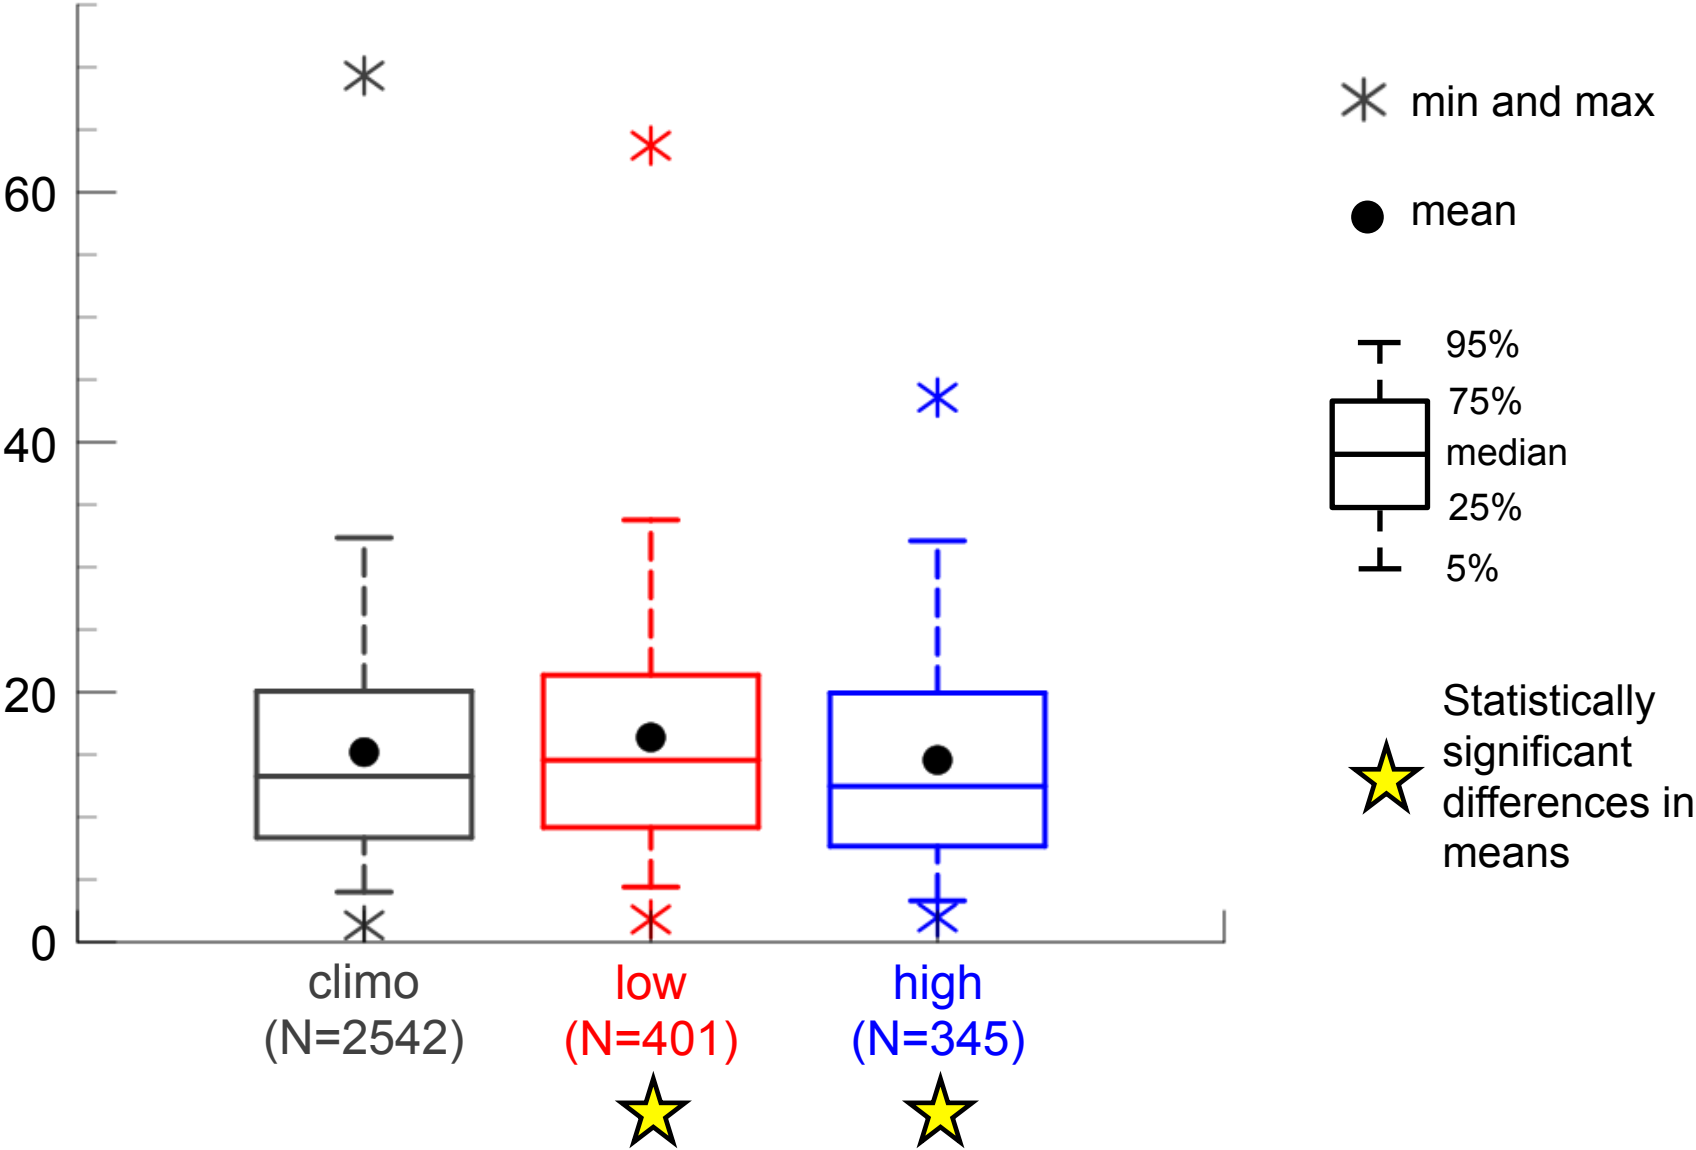 60
40
20
0
climo
(N=2542)
low
(N=401)
high
(N=345)
min and max
mean
95%
75%
median
25%
5%
Statistically
significant
differences in
means